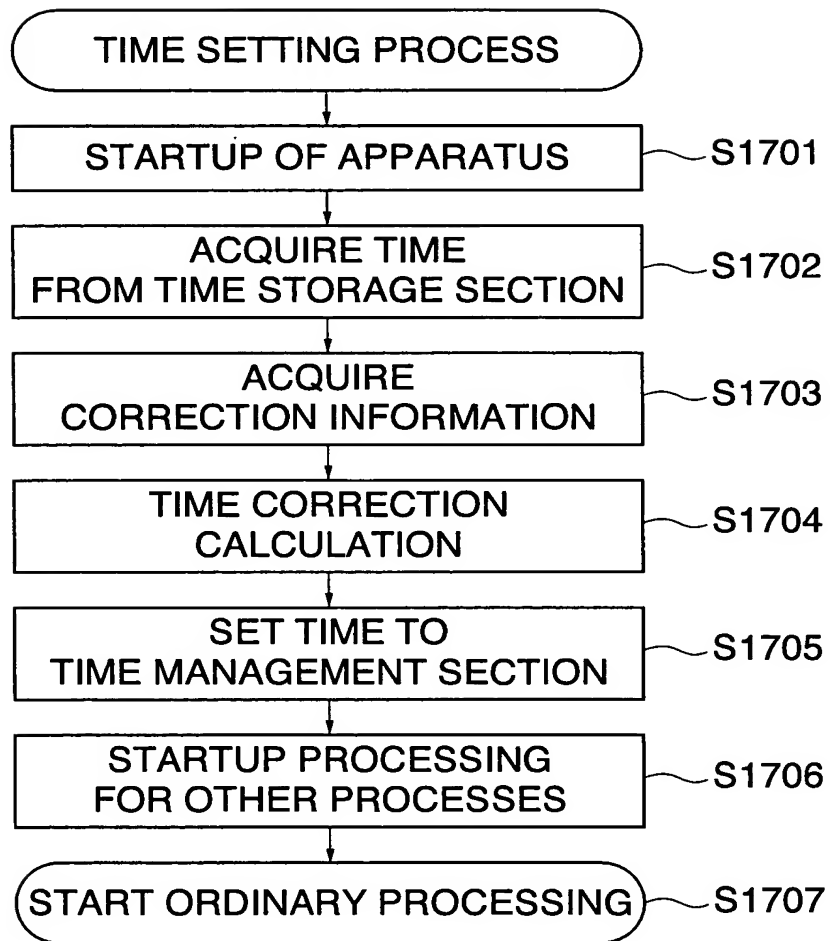 TIME SETTING PROCESS
STARTUP OF APPARATUS
S1701
ACQUIRE TIME
FROM TIME STORAGE SECTION
S1702
ACQUIRE
CORRECTION INFORMATION
S1703
TIME CORRECTION
CALCULATION
S1704
SET TIME TO
TIME MANAGEMENT SECTION
S1705
STARTUP PROCESSING
FOR OTHER PROCESSES
S1706
START ORDINARY PROCESSING
S1707